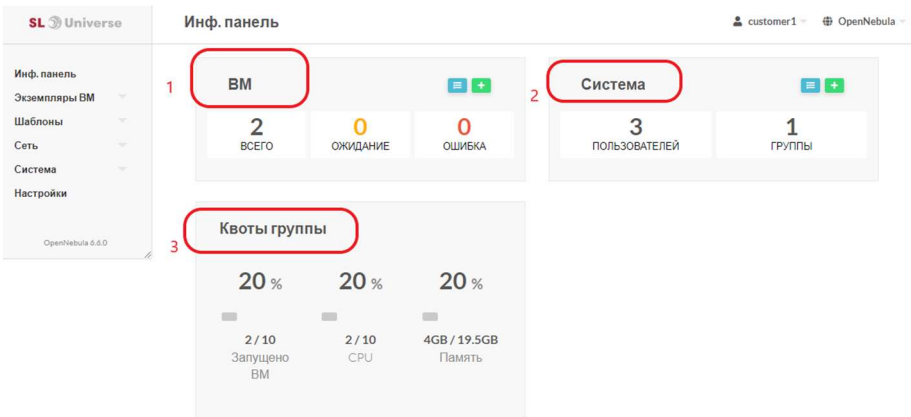 SL Universe
Инф. панель
customer1
OpenNebula
Инф. панель
Экземпляры ВМ
Шаблоны
Сеть
Система
Настройки
OpenNebula 6.6.0
1
ВМ
2
ВСЕГО
0
ОЖИДАНИЕ
0
ОШИБКА
2
Система
3
ПОЛЬЗОВАТЕЛЕЙ
1
ГРУППЫ
3
Квоты группы
20 %
20 %
20 %
2 / 10
Запущено
ВМ
2 / 10
CPU
4GB / 19.5GB
Память